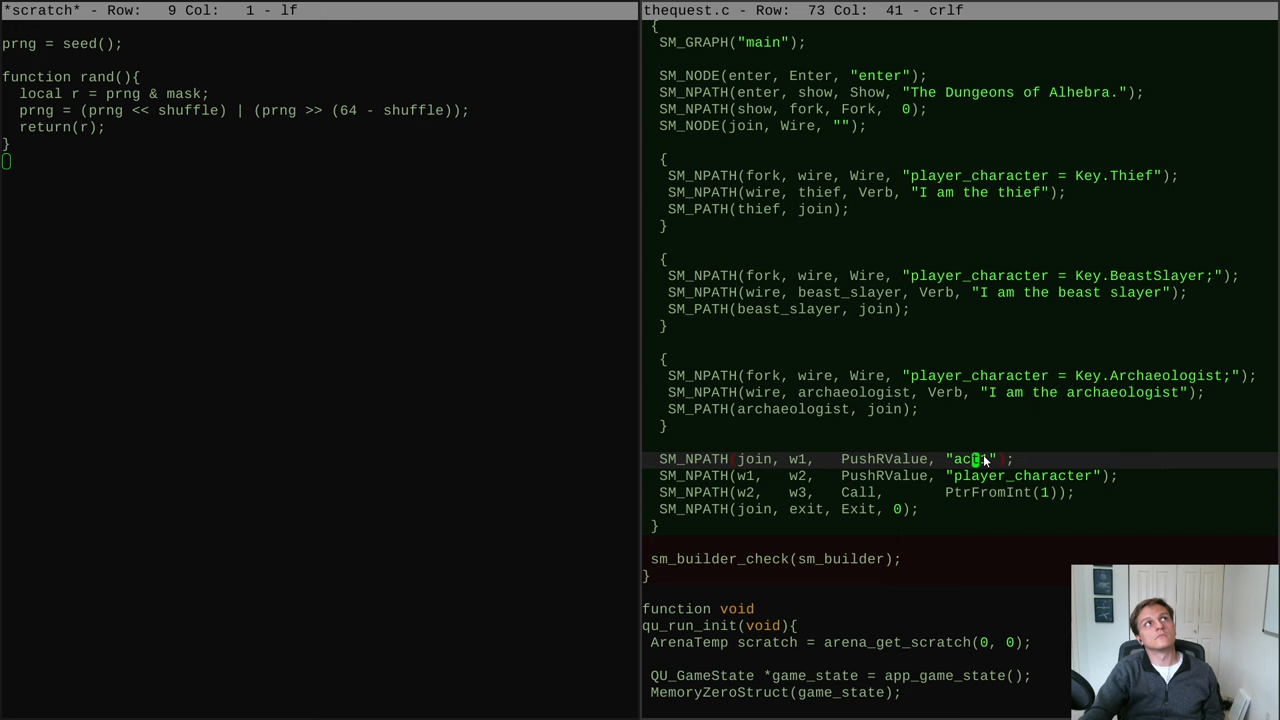 *scratch* - Row:   9 Col:   1 - lf
prng = seed();
function rand(){
  local r = prng & mask;
  prng = (prng << shuffle) | (prng >> (64 - shuffle));
  return(r);
}
thequest.c - Row:  73 Col:  41 - crlf
{
SM_GRAPH("main");
SM_NODE(enter, Enter, "enter");
SM_NPATH(enter, show, Show, "The Dungeons of Alhebra.");
SM_NPATH(show, fork, Fork,  0);
SM_NODE(join, Wire, "");
{
SM_NPATH(fork, wire, Wire, "player_character = Key.Thief");
SM_NPATH(wire, thief, Verb, "I am the thief");
SM_PATH(thief, join);
}
{
SM_NPATH(fork, wire, Wire, "player_character = Key.BeastSlayer;");
SM_NPATH(wire, beast_slayer, Verb, "I am the beast slayer");
SM_PATH(beast_slayer, join);
}
{
SM_NPATH(fork, wire, Wire, "player_character = Key.Archaeologist;");
SM_NPATH(wire, archaeologist, Verb, "I am the archaeologist");
SM_PATH(archaeologist, join);
}
SM_NPATH(join, w1,   PushRValue, "act1");
SM_NPATH(w1,   w2,   PushRValue, "player_character");
SM_NPATH(w2,   w3,   Call,       PtrFromInt(1));
SM_NPATH(join, exit, Exit, 0);
}
sm_builder_check(sm_builder);
}
function void
qu_run_init(void){
ArenaTemp scratch = arena_get_scratch(0, 0);
QU_GameState *game_state = app_game_state();
MemoryZeroStruct(game_state);